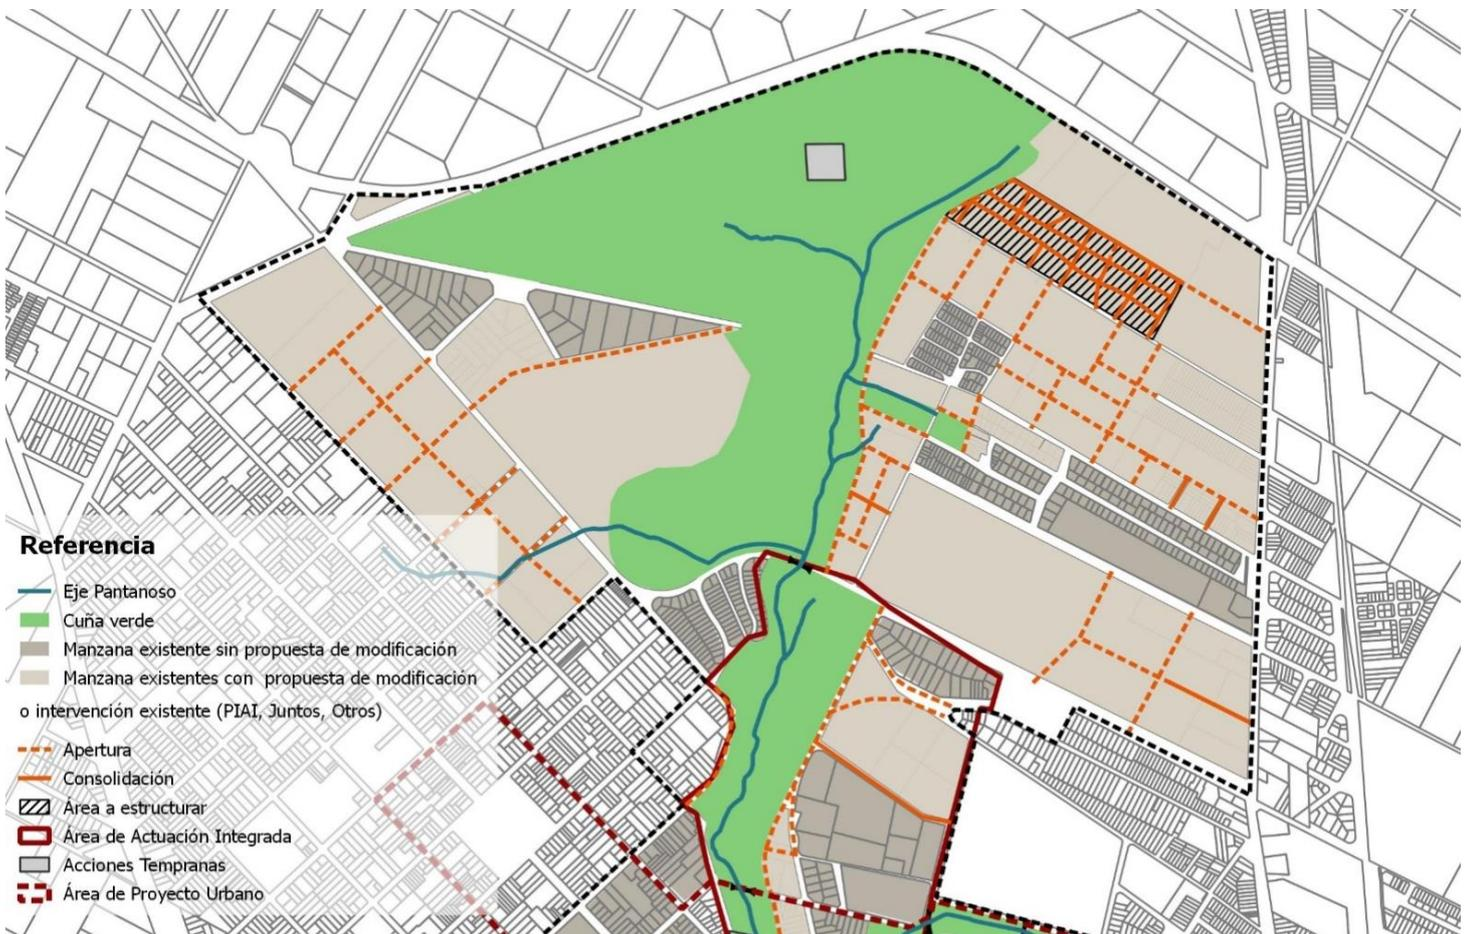 Referencia
Eje Pantanoso
Cuña verde
Manzana existente sin propuesta de modificación
Manzana existentes con propuesta de modificación
o intervención existente (PIAI, Juntos, Otros)
Apertura
Consolidación
Área a estructurar
Área de Actuación Integrada
Acciones Tempranas
Área de Proyecto Urbano